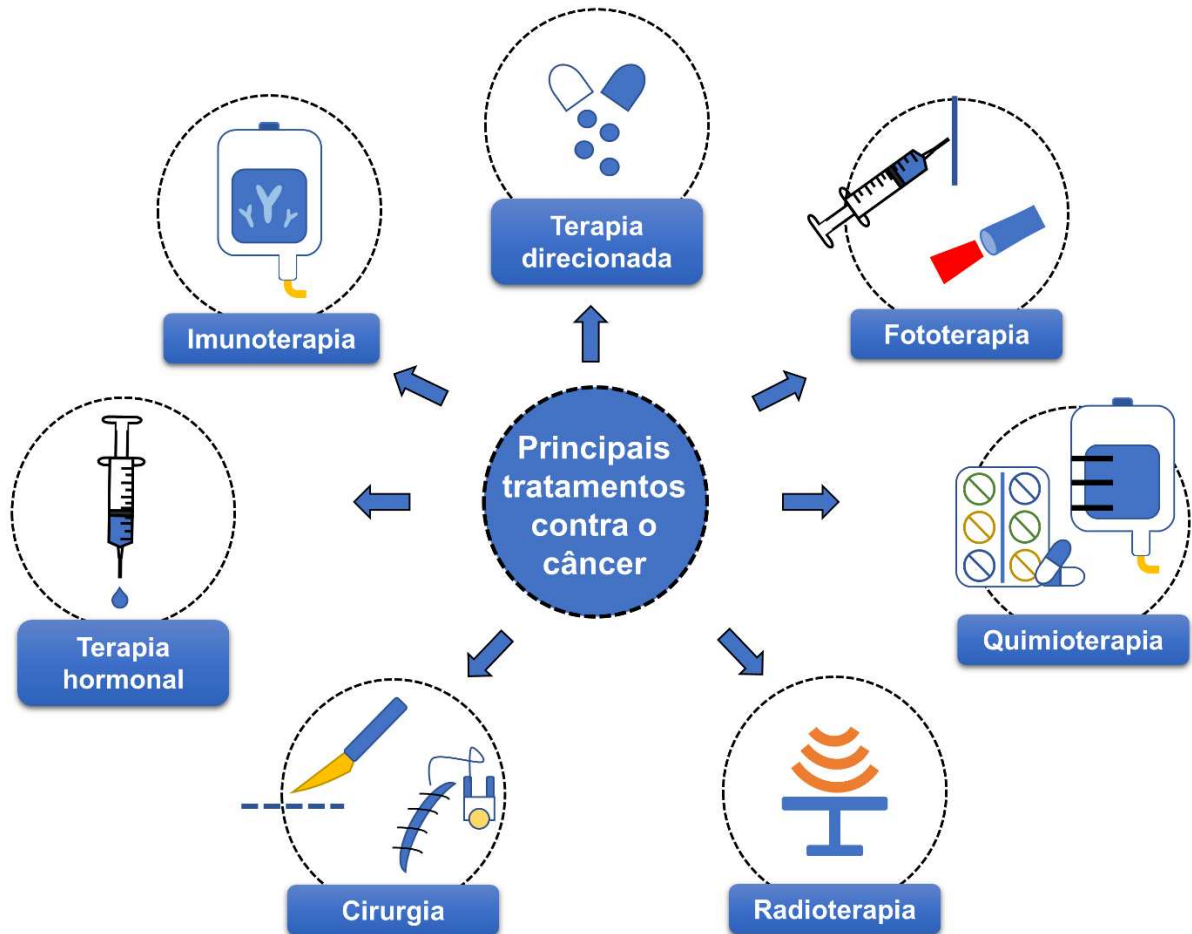 Terapia
direcionada
Imunoterapia
Fototerapia
Principais
tratamentos
contra o
câncer
Terapia
hormonal
Quimioterapia
Cirurgia
Radioterapia